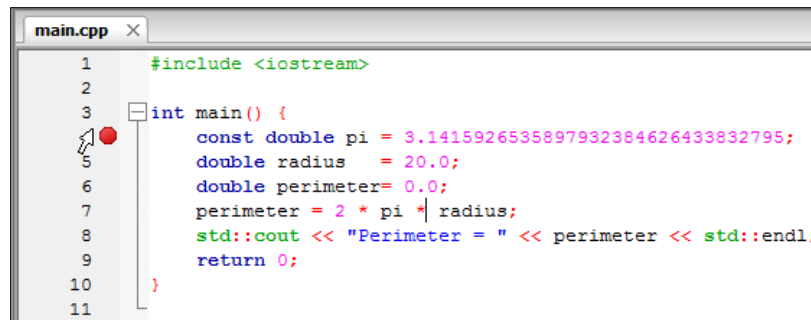 main.cpp
1 #include <iostream>
2
3 int main() {
const double pi = 3.1415926535897932384626433832795;
5 double radius   = 20.0;
6 double perimeter= 0.0;
7 perimeter = 2 * pi * radius;
8 std::cout << "Perimeter = " << perimeter << std::endl
9 return 0;
10 }
11